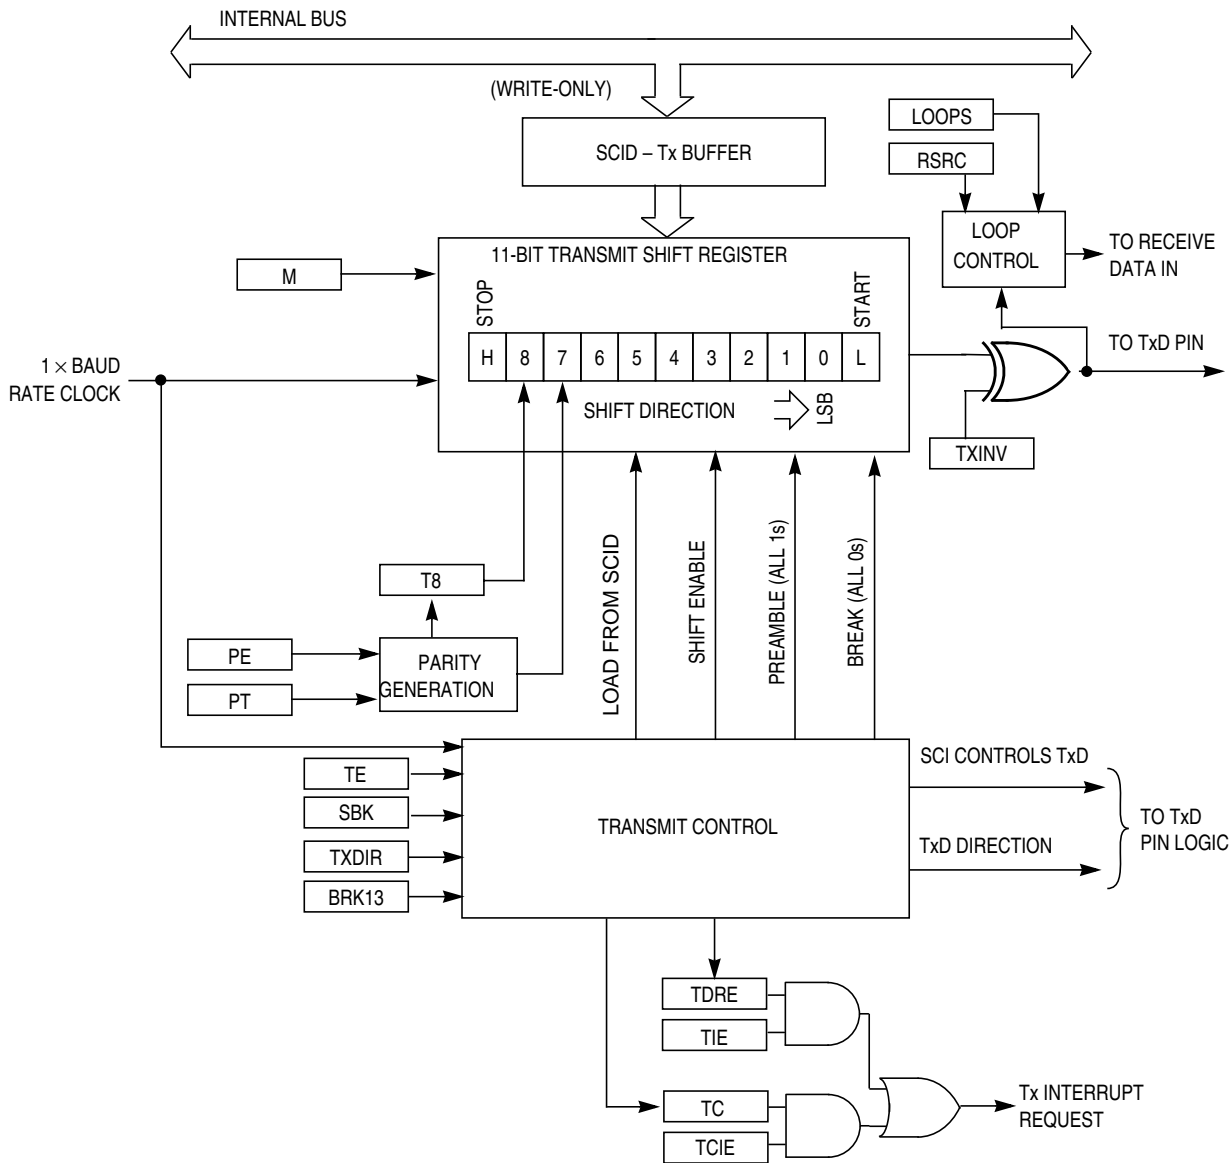 INTERNAL BUS
(WRITE-ONLY)
SCID – Tx BUFFER
LOOPS
RSRC
LOOP
CONTROL
TO RECEIVE
DATA IN
11-BIT TRANSMIT SHIFT REGISTER
M
STOP
START
H 8 7 6 5 4 3 2 1 0 L
TO TxD PIN
1 × BAUD
RATE CLOCK
SHIFT DIRECTION
LSB
TXINV
LOAD FROM SCID
SHIFT ENABLE
PREAMBLE (ALL 1s)
BREAK (ALL 0s)
T8
PE
PT
PARITY
GENERATION
TE
SBK
TXDIR
BRK13
TRANSMIT CONTROL
SCI CONTROLS TxD
TxD DIRECTION
TO TxD
PIN LOGIC
TDRE
TIE
TC
TCIE
Tx INTERRUPT
REQUEST